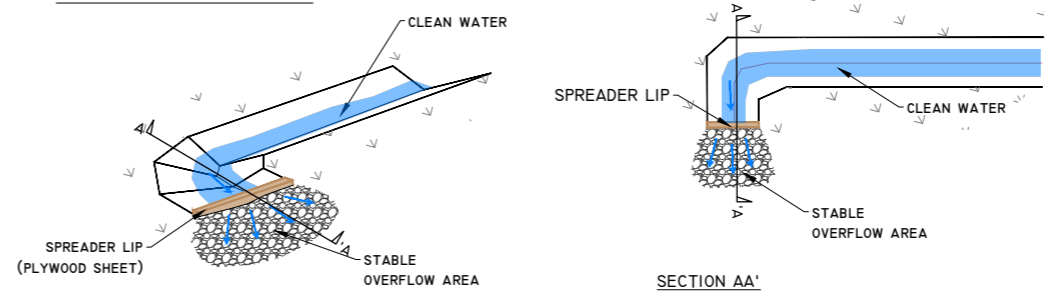 CLEAN WATER
A
A'
SPREADER LIP
(PLYWOOD SHEET)
STABLE
OVERFLOW AREA
A
SPREADER LIP
CLEAN WATER
A'
STABLE
OVERFLOW AREA
SECTION AA'